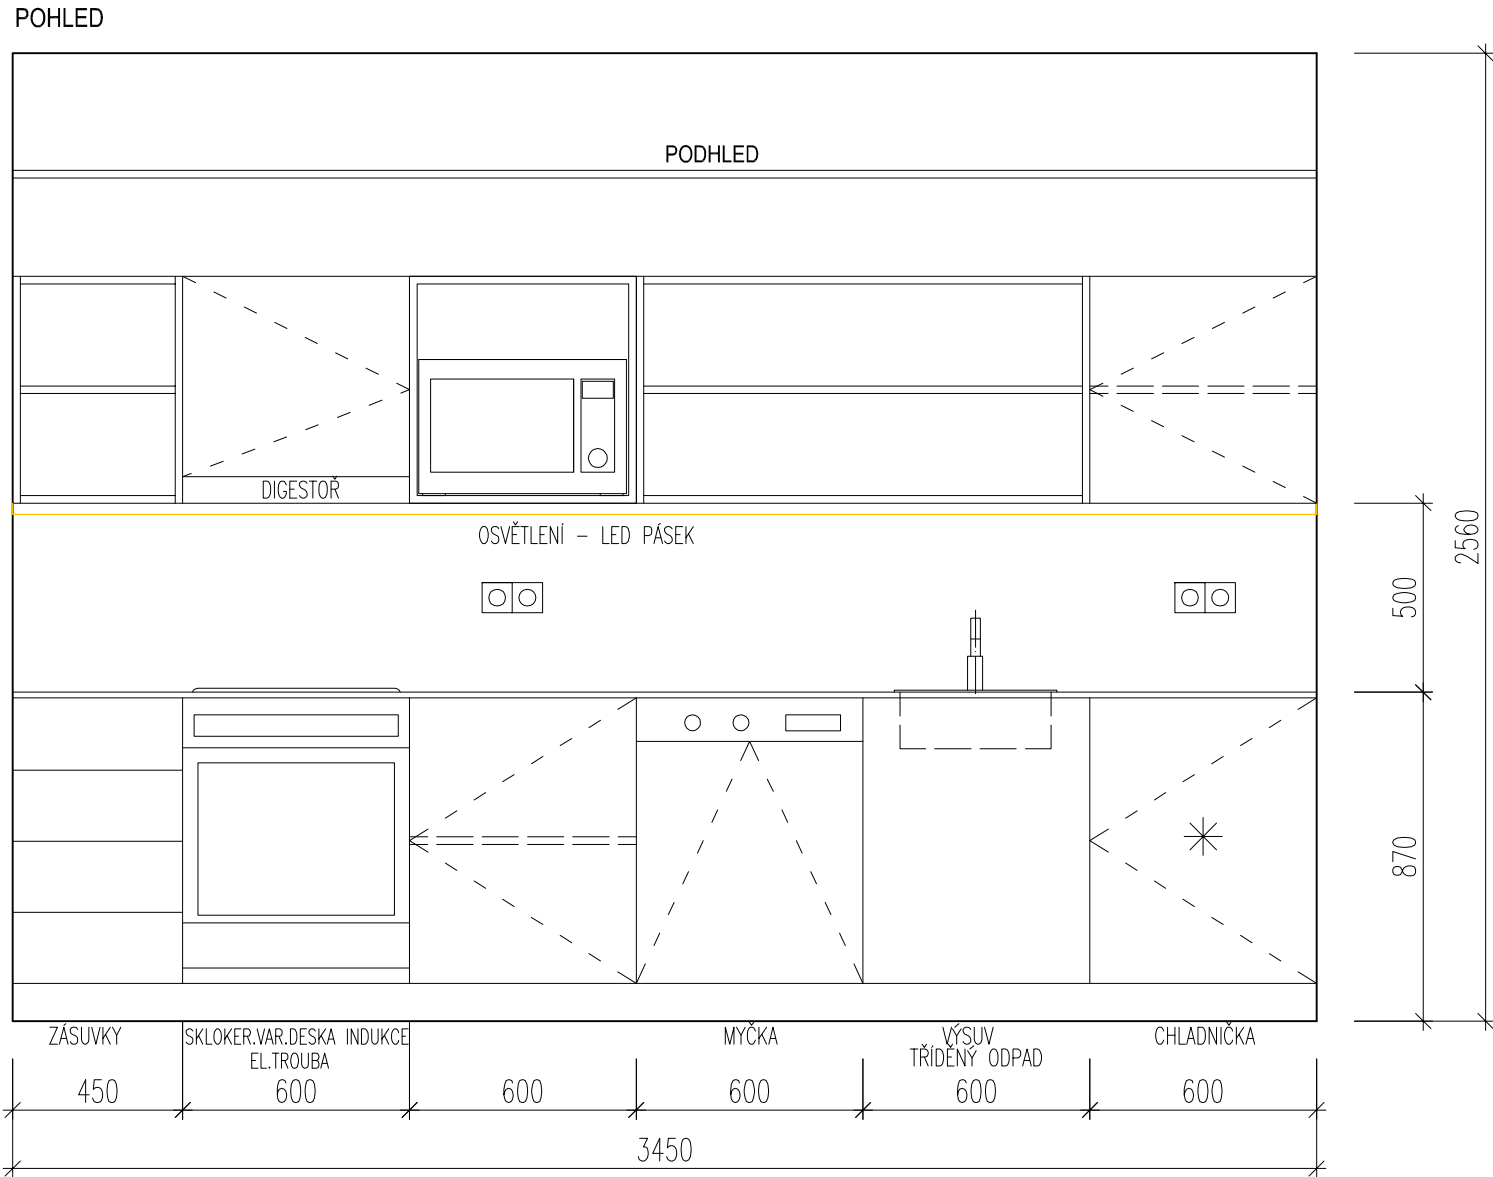 POHLED
PODHLED
DIGESTOŘ
OSVĚTLENÍ – LED PÁSEK
2560
500
870
ZÁSUVKY
SKLOKER.VAR.DESKA INDUKCE
EL.TROUBA
MYČKA
VÝSUV
TŘÍDĚNÝ ODPAD
CHLADNIČKA
450
600
600
600
600
600
3450